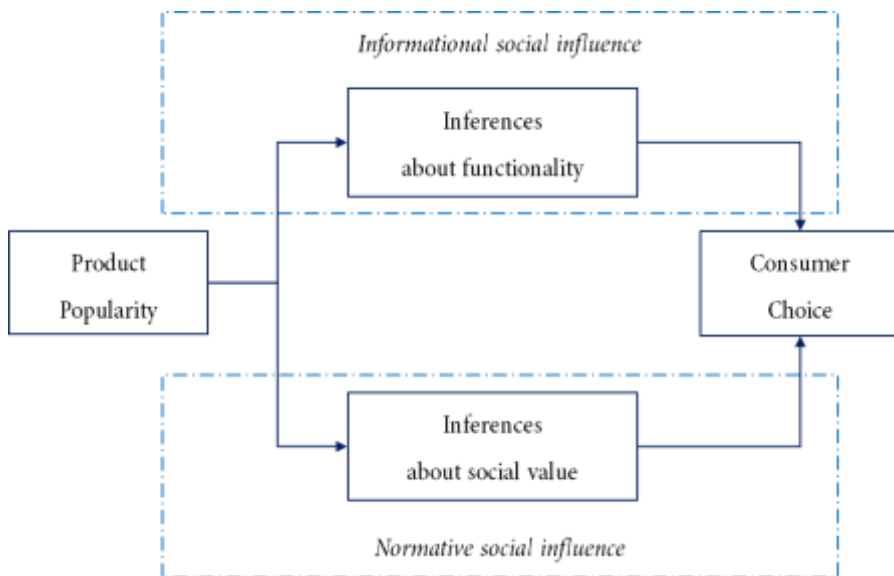 Informational social influence
Inferences
about functionality
Product
Popularity
Consumer
Choice
Inferences
about social value
Normative social influence